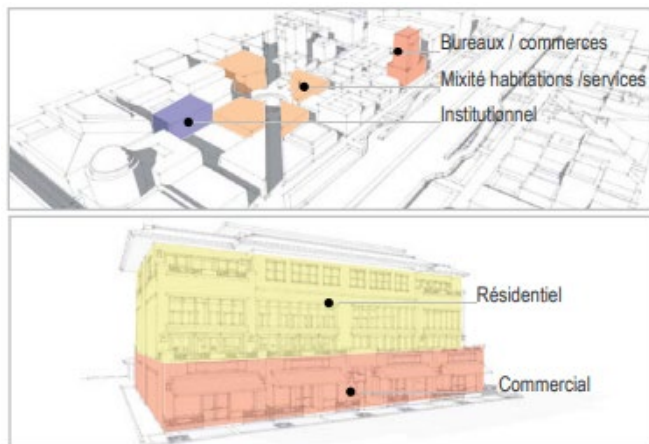 Bureaux / commerces
Mixité habitations /services
Institutionnel
Résidentiel
Commercial